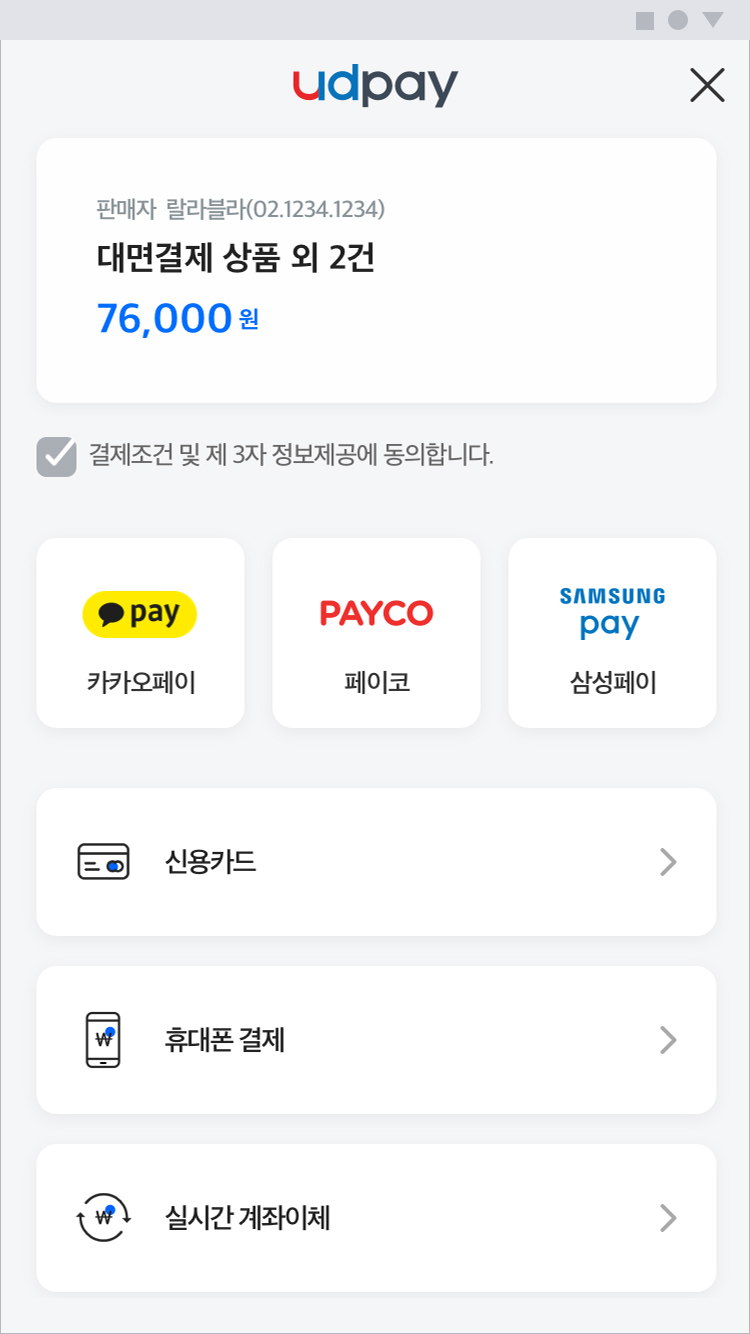 udpay
판매자 랄라블라(02.1234.1234)
대면결제 상품 외 2건
76,000 원
결제조건 및 제 3자 정보제공에 동의합니다.
pay
카카오페이
PAYCO
페이코
SAMSUNG
pay
삼성페이
신용카드
₩
휴대폰 결제
₩
실시간 계좌이체